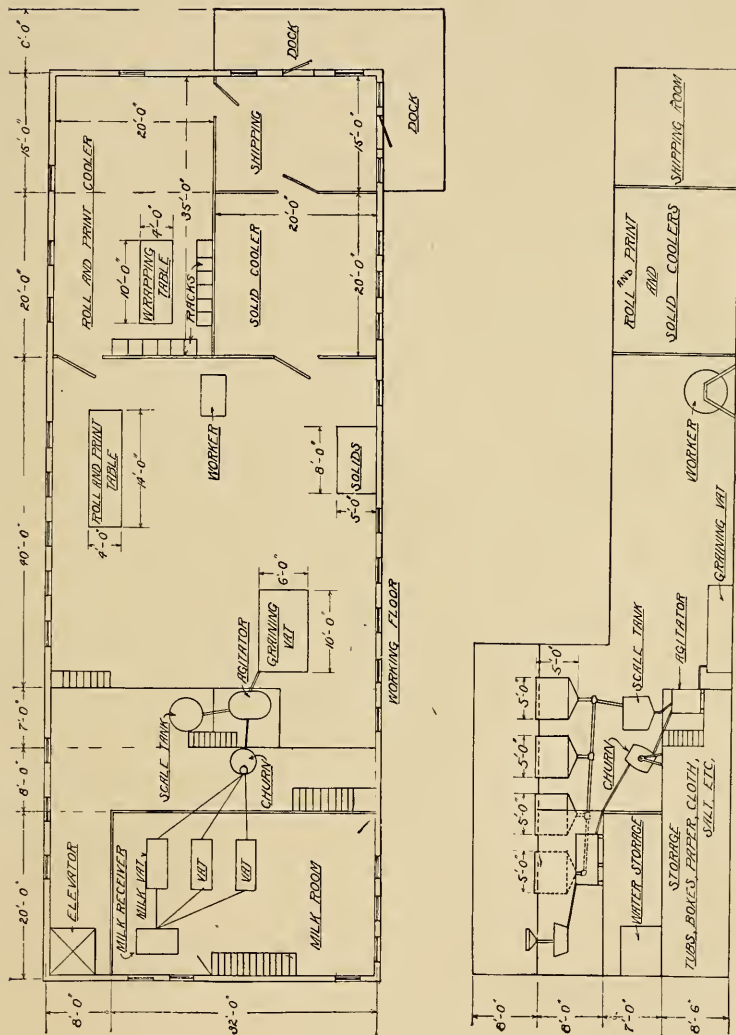 C'-0"
15'-0"
20'-0"
40'-0"
7'-0"
8'-0"
20'-0"
8'-0"
32'-0"
DOCK
DOCK
20'-0"
SHIPPING
15'-0"
ROLL AND PRINT COOLER
35'-0"
4'-0"
10'-0"
WRAPPING
TABLE
RACKS
20'-0"
SOLID COOLER
20'-0"
ROLL AND PRINT
TABLE
4'-0"
14'-0"
WORKER
8'-0"
5'-0"
SOLIDS
6'-0"
10'-0"
GRAINING
VAT
AGITATOR
SCALE TANK
CHURN
ELEVATOR
MILK RECEIVER
MILK VAT
VAT
VAT
MILK ROOM
WORKING FLOOR
SHIPPING ROOM
ROLL AND PRINT
AND
SOLID COOLERS
WORKER
GRAINING VAT
AGITATOR
SCALE TANK
5'-0"
5'-0"
5'-0"
5'-0"
5'-0"
CHURN
WATER STORAGE
STORAGE
TUBS, BOXES, PAPER, CLOTH,
SALT, ETC.
8'-0"
8'-0"
7'-0"
8'-6"